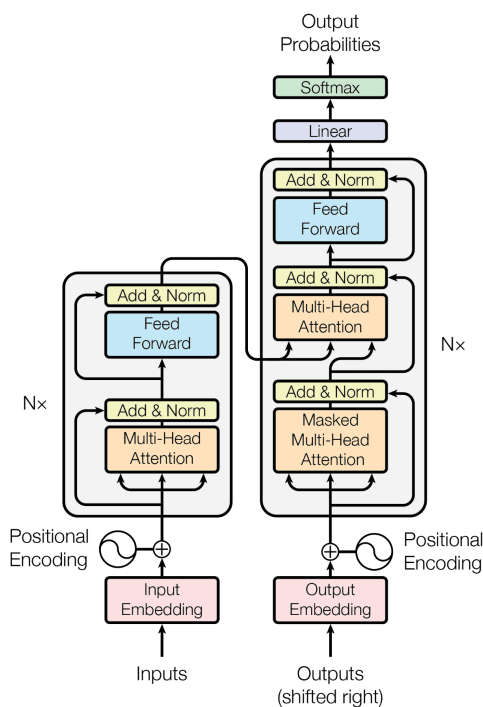 Output
Probabilities
Softmax
Linear
Add & Norm
Feed
Forward
Add & Norm
Multi-Head
Attention
Add & Norm
Masked
Multi-Head
Attention
N×
Add & Norm
Feed
Forward
Add & Norm
Multi-Head
Attention
N×
Positional
Encoding
Positional
Encoding
Input
Embedding
Output
Embedding
Inputs
Outputs
(shifted right)